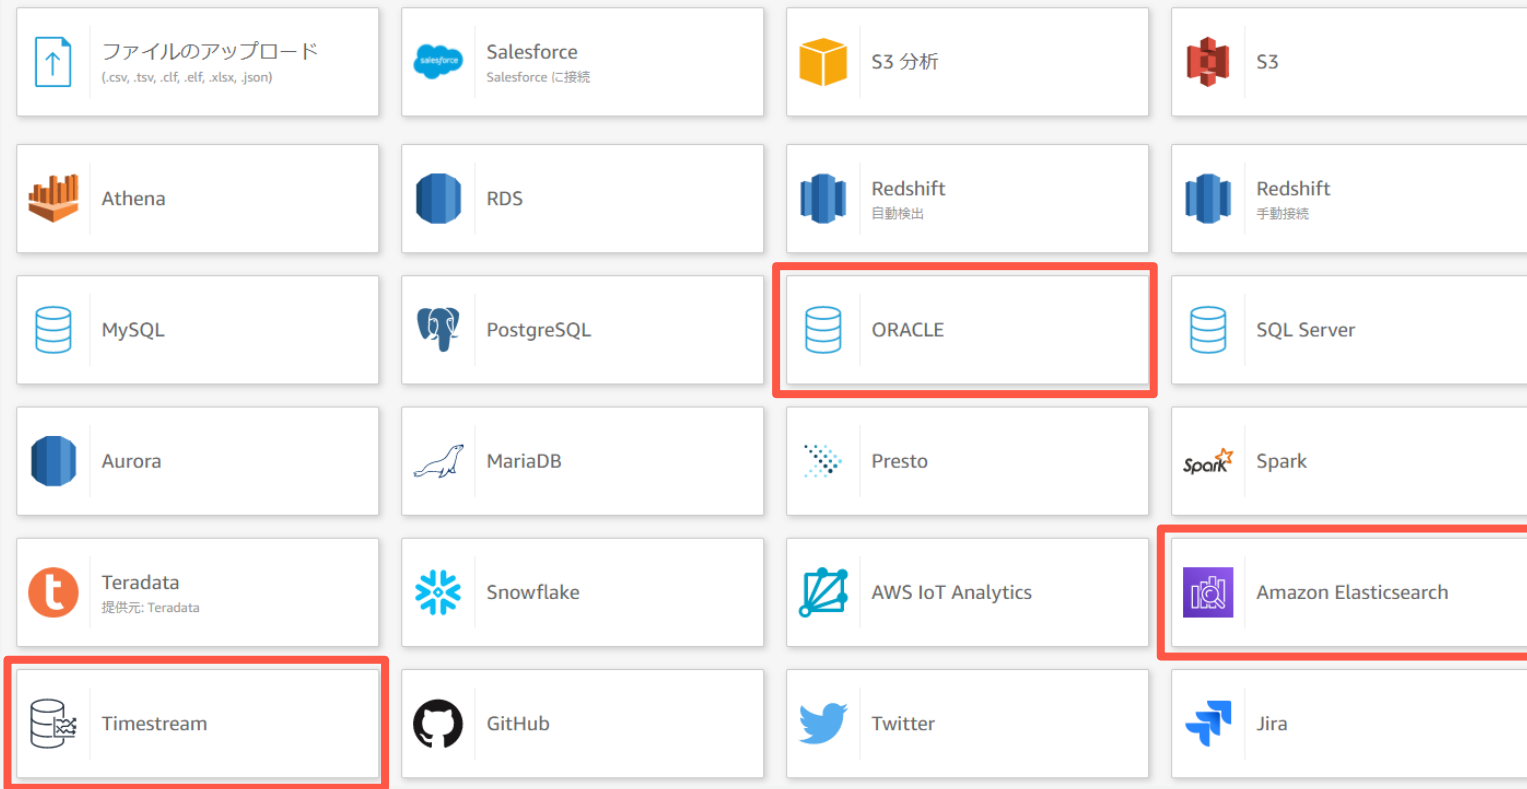 ファイルのアップロード
(.csv, .tsv, .clf, .elf, .xlsx, .json)
salesforce
Salesforce
Salesforce に接続
S3 分析
S3
Athena
RDS
Redshift
自動検出
Redshift
手動接続
MySQL
PostgreSQL
ORACLE
SQL Server
Aurora
MariaDB
Presto
Spark
Spark
t
Teradata
提供元: Teradata
Snowflake
AWS IoT Analytics
Amazon Elasticsearch
Timestream
GitHub
Twitter
Jira